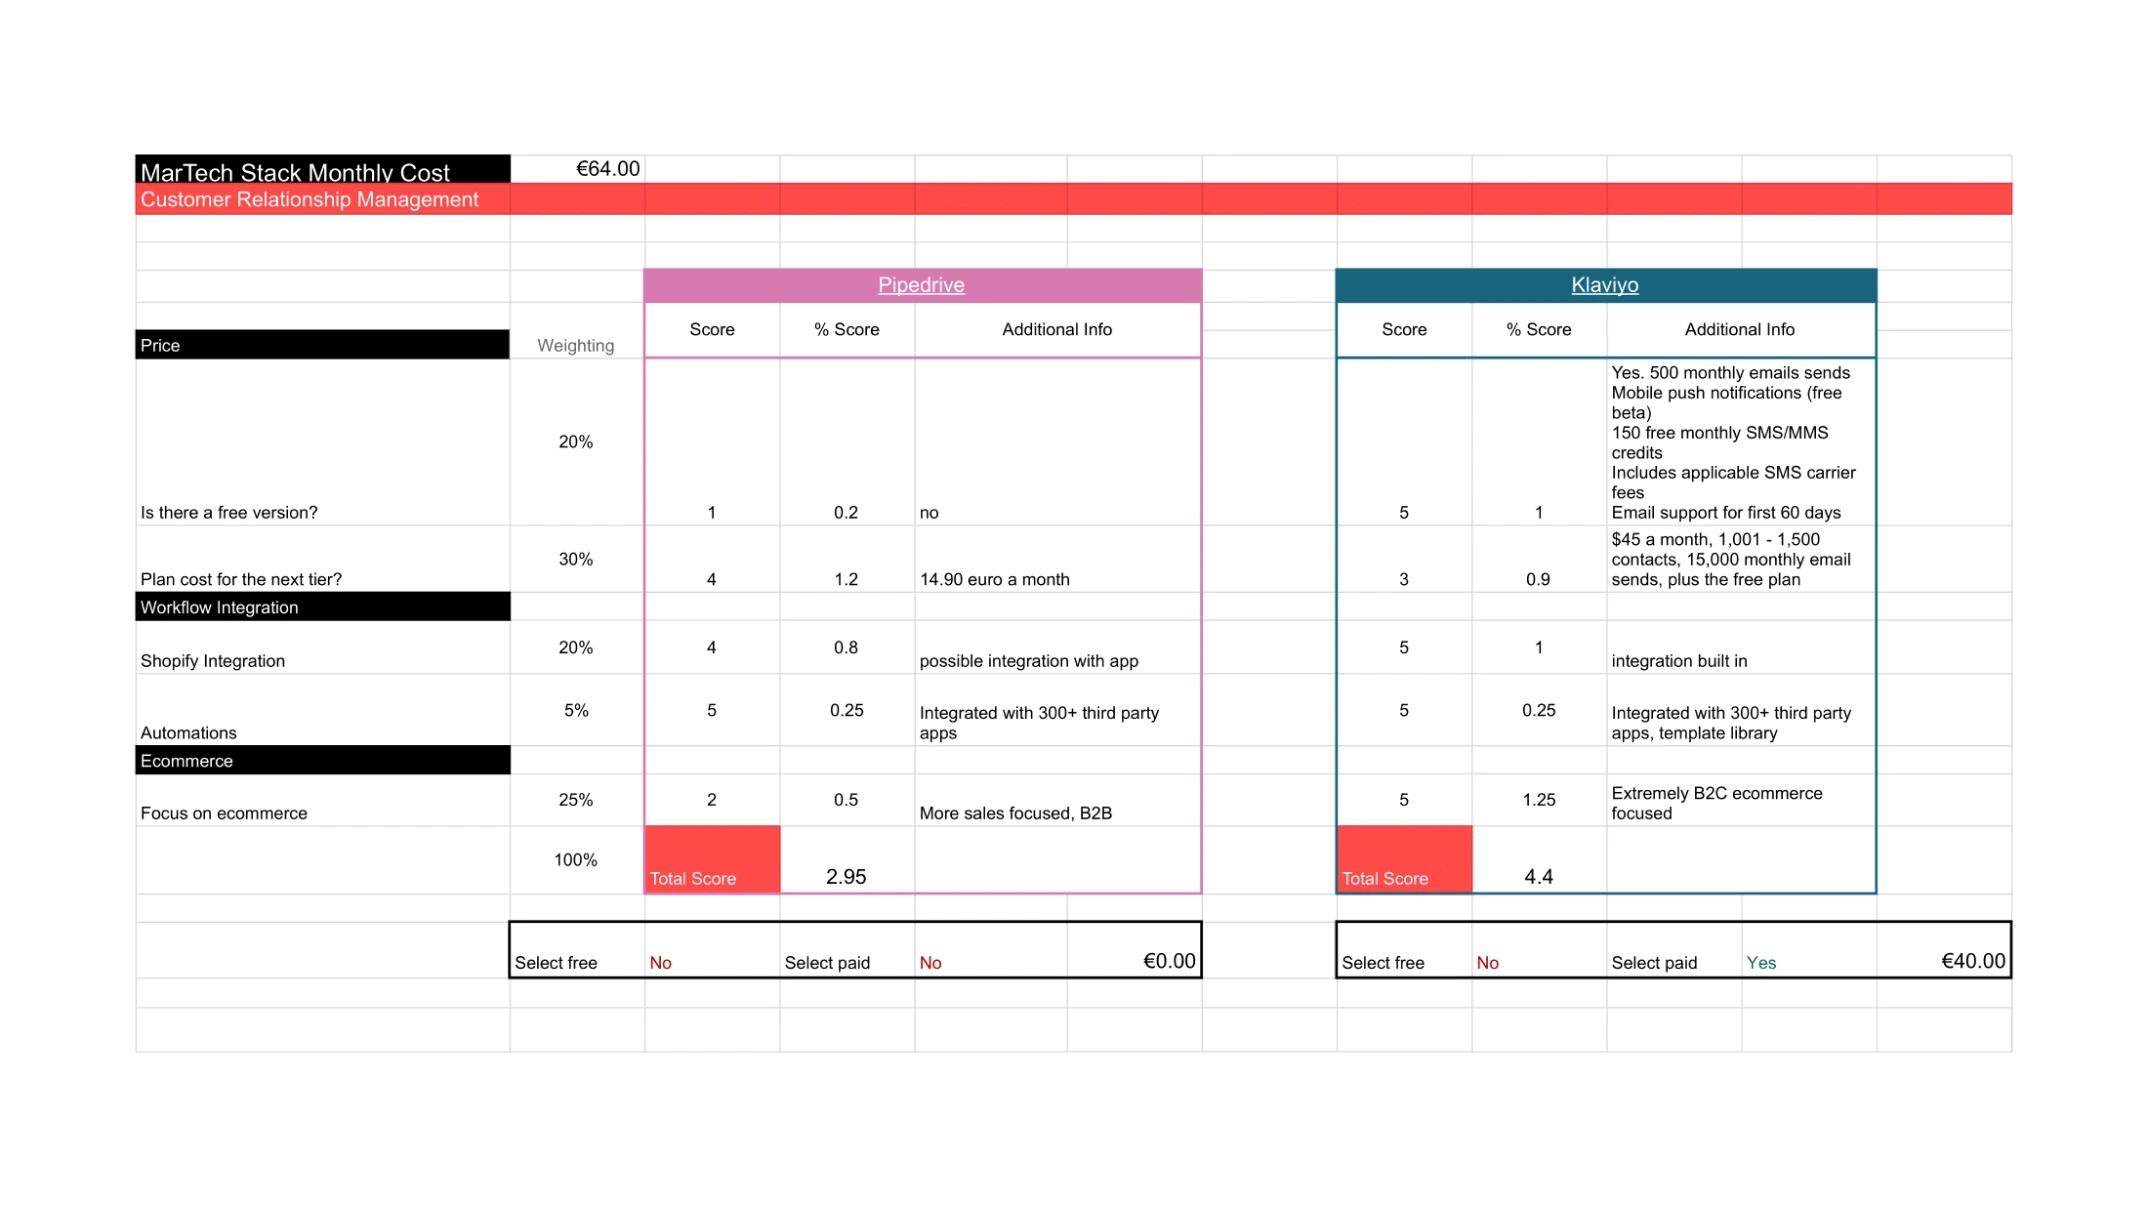 MarTech Stack Monthly Cost €64.00
Customer Relationship Management
Pipedrive Klaviyo
Score % Score Additional Info Score % Score Additional Info
Price Weighting
Yes. 500 monthly emails sends
Mobile push notifications (free
beta)
20%
150 free monthly SMS/MMS
credits
Includes applicable SMS carrier
fees
Is there a free version? 1 0.2 no 5 1 Email support for first 60 days
$45 a month, 1,001 - 1,500
30% contacts, 15,000 monthly email
Plan cost for the next tier? 4 1.2 14.90 euro a month 3 0.9 sends, plus the free plan
Workflow Integration
20% 4 0.8 5 1
Shopify Integration possible integration with app integration built in
5% 5 0.25 Integrated with 300+ third party 5 0.25 Integrated with 300+ third party
Automations apps apps, template library
Ecommerce
25% 2 0.5 5 1.25 Extremely B2C ecommerce
Focus on ecommerce More sales focused, B2B focused
100%
Total Score 2.95 Total Score 4.4
Select free No Select paid No €0.00 Select free No Select paid Yes €40.00